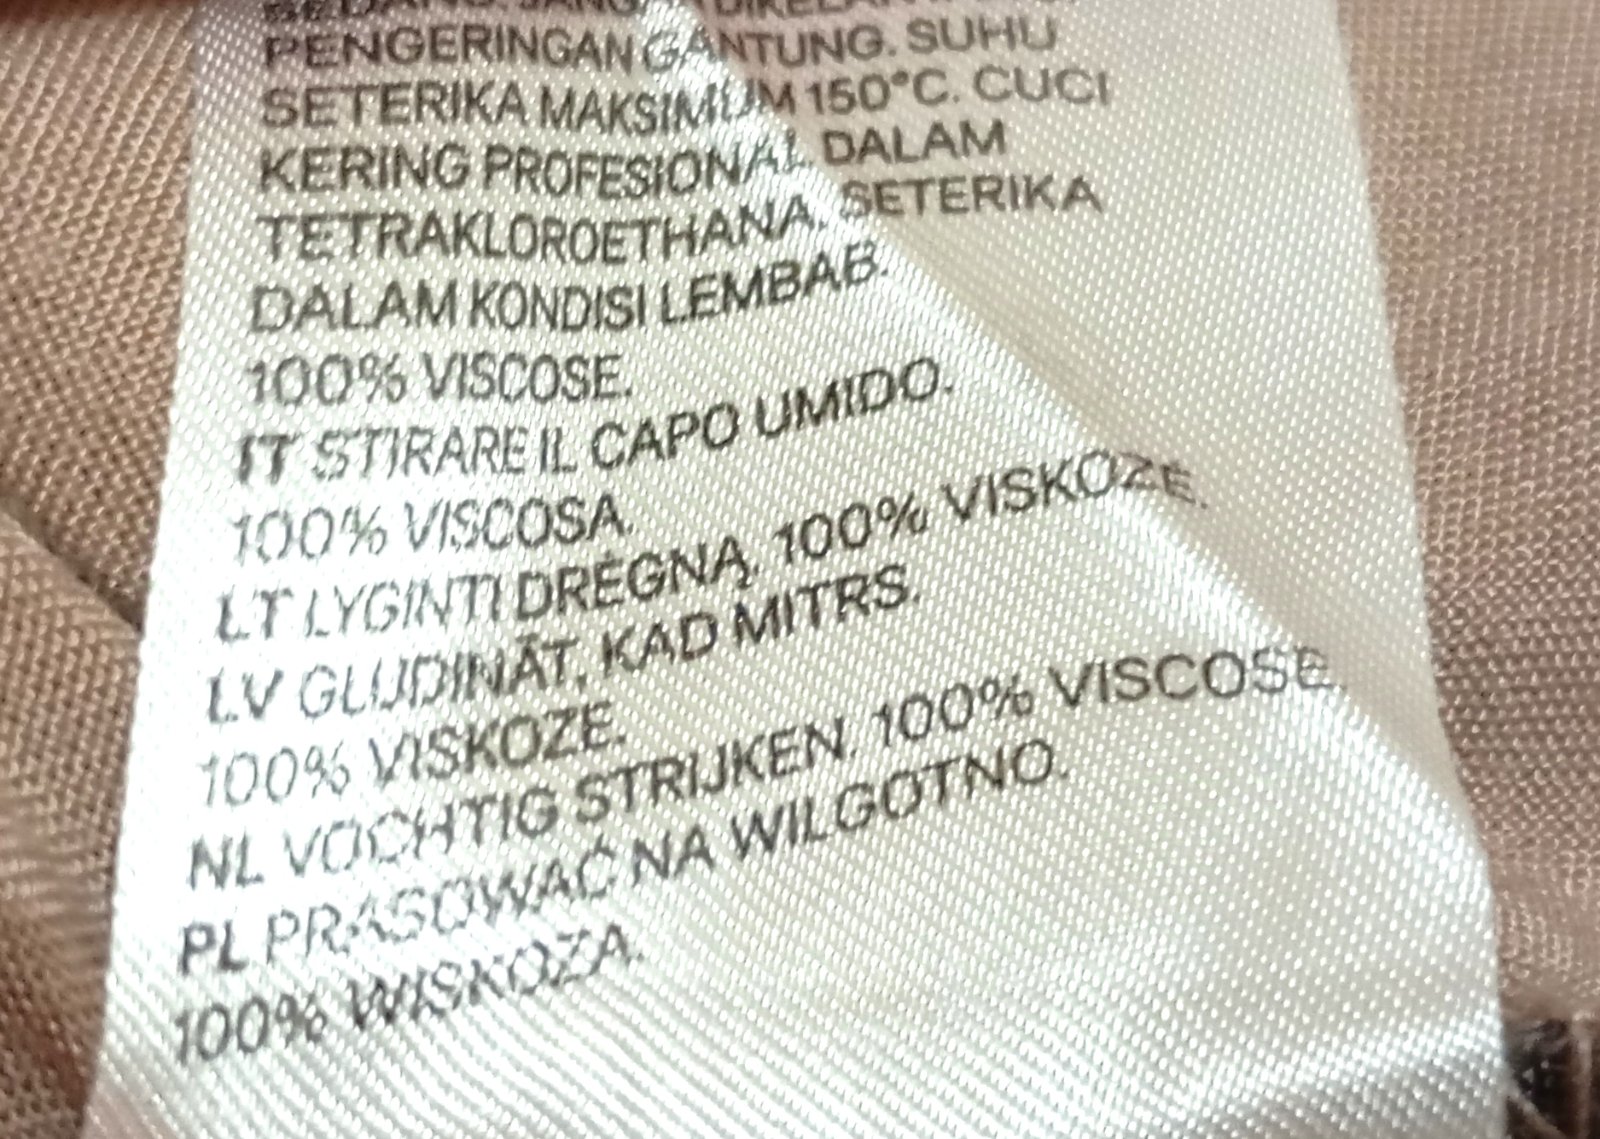 PENGERINGAN GANTUNG. SUHU
SETERIKA MAKSIMUM 150°C. CUCI
KERING PROFESIONAL DALAM
TETRAKLOROETHANA. SETERIKA
DALAM KONDISI LEMBAB.
100% VISCOSE.
IT STIRARE IL CAPO UMIDO.
100% VISCOSA.
LT LYGINTI DRĖGNĄ. 100% VISKOZĖ.
LV GLUDINĀT, KAD MITRS.
100% VISKOZE.
NL VOCHTIG STRIJKEN. 100% VISCOSE
PL PRASOWAĆ NA WILGOTNO.
100% WISKOZA.